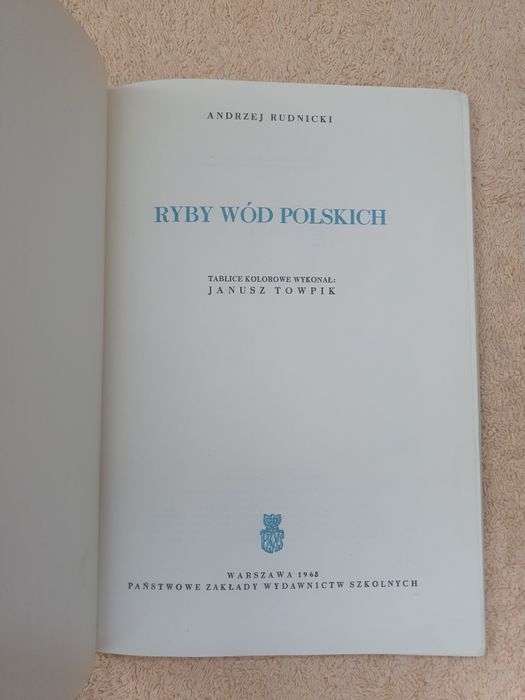 ANDRZEJ RUDNICKI
RYBY WÓD POLSKICH
TABLICE KOLOROWE WYKONAŁ:
JANUSZ TOWPIK
WARSZAWA 1968
PAŃSTWOWE ZAKŁADY WYDAWNICTW SZKOLNYCH